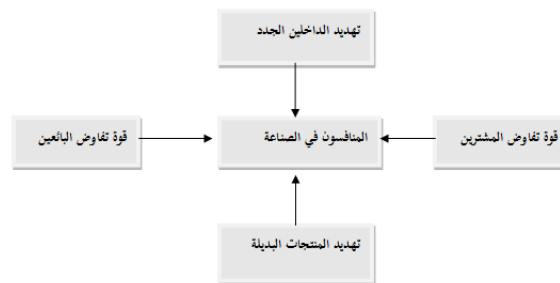 تهديد الداخلين الجدد
قوة تفاوض المشترين
المنافسون في الصناعة
قوة تفاوض البائعين
تهديد المنتجات البديلة